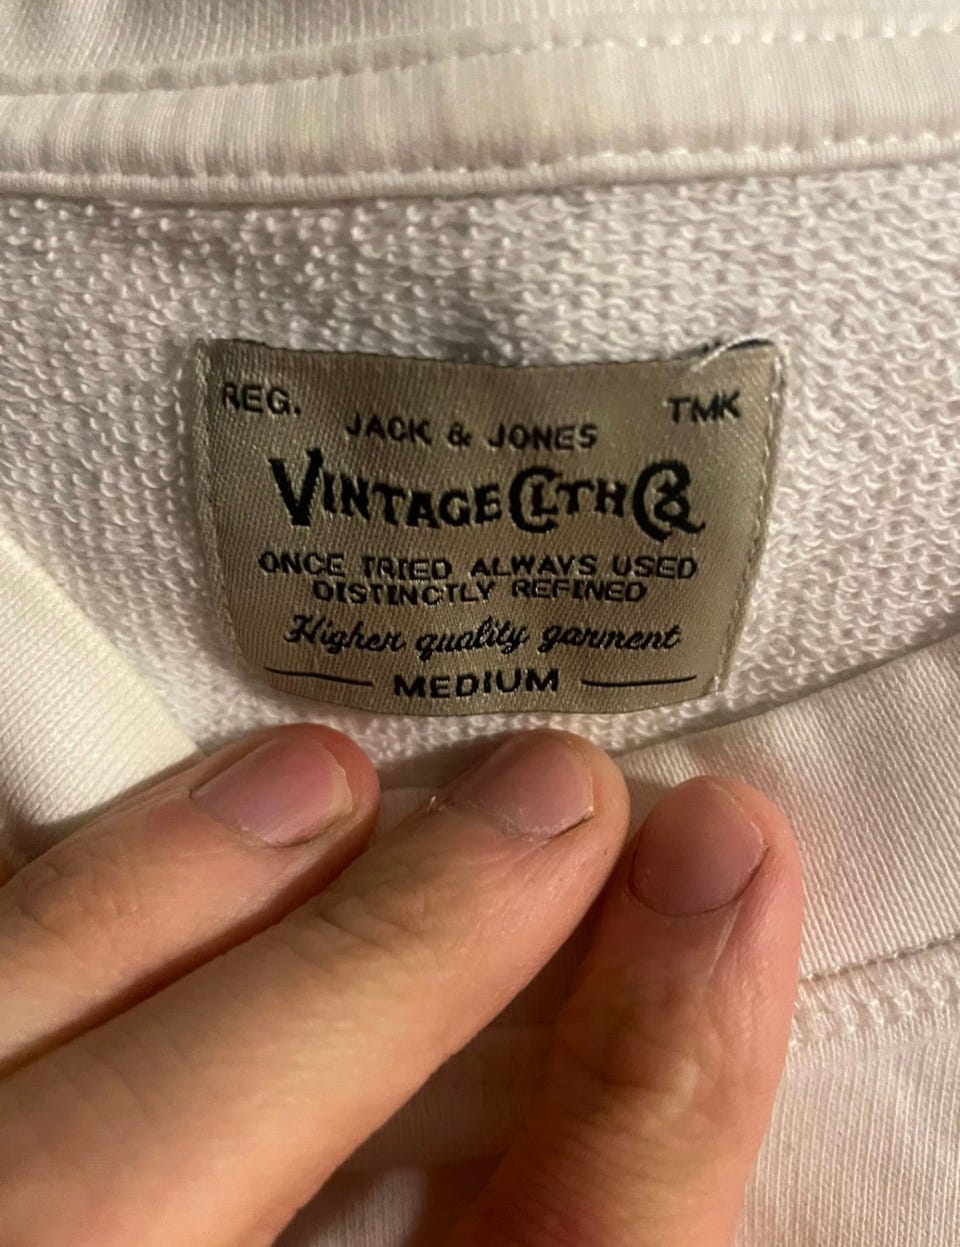 REG. TMK
JACK & JONES
VINTAGE CLTH CO
ONCE TRIED ALWAYS USED
DISTINCTLY REFINED
Higher quality garment
MEDIUM